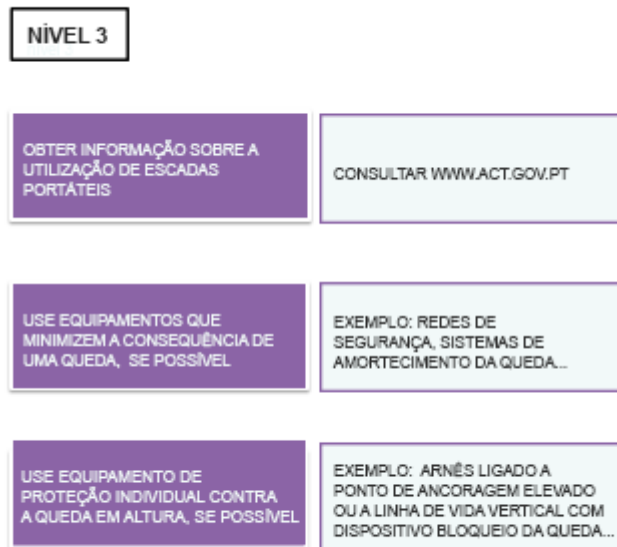 NÍVEL 3
OBTER INFORMAÇÃO SOBRE A
UTILIZAÇÃO DE ESCADAS
PORTÁTEIS
CONSULTAR WWW.ACT.GOV.PT
USE EQUIPAMENTOS QUE
MINIMIZEM A CONSEQUÊNCIA DE
UMA QUEDA, SE POSSÍVEL
EXEMPLO: REDES DE
SEGURANÇA, SISTEMAS DE
AMORTECIMENTO DA QUEDA...
USE EQUIPAMENTO DE
PROTEÇÃO INDIVIDUAL CONTRA
A QUEDA EM ALTURA, SE POSSÍVEL
EXEMPLO: ARNÊS LIGADO A
PONTO DE ANCORAGEM ELEVADO
OU A LINHA DE VIDA VERTICAL COM
DISPOSITIVO BLOQUEIO DA QUEDA...